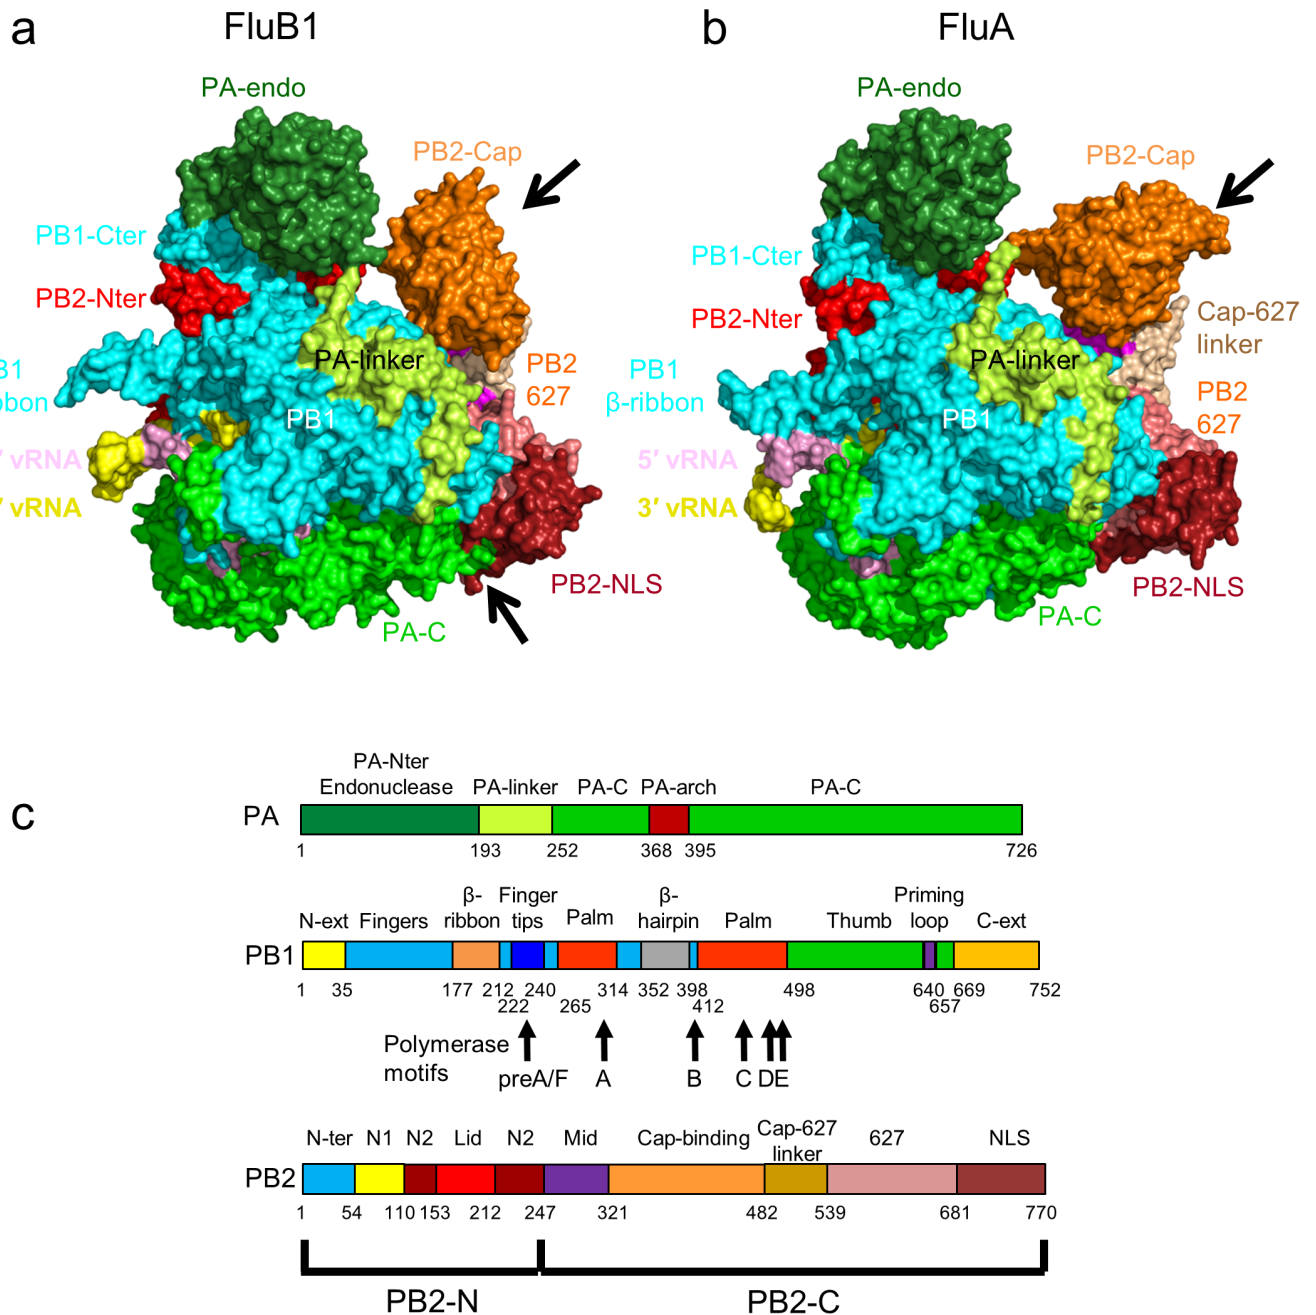 a
FluB1
b
FluA
PA-endo
PB2-Cap
PB1-Cter
PB2-Nter
PA-linker
PB2
627
B1
bbon
PB1
′ vRNA
′ vRNA
PB2-NLS
PA-C
PA-endo
PB2-Cap
PB1-Cter
PB2-Nter
Cap-627
linker
PA-linker
PB1
β-ribbon
PB2
627
PB1
5′ vRNA
3′ vRNA
PB2-NLS
PA-C
c
PA-Nter
Endonuclease PA-linker PA-C PA-arch PA-C
PA
1 193 252 368 395 726
β- Finger β- Priming
N-ext Fingers ribbon tips Palm hairpin Palm Thumb loop C-ext
PB1
1 35 177 212 240 314 352 398 498 640 669 752
222 265 412 657
Polymerase
motifs
preA/F A B C D E
N-ter N1 N2 Lid N2 Mid Cap-binding Cap-627 627 NLS
linker
PB2
1 54 110 153 212 247 321 482 539 681 770
PB2-N PB2-C